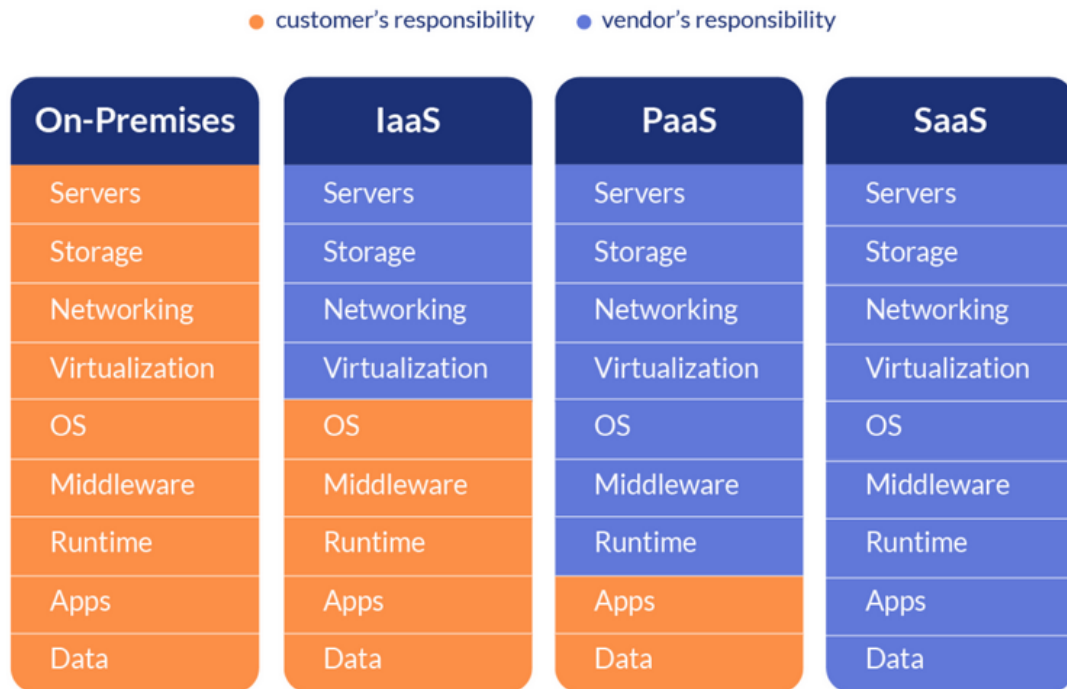 customer's responsibility vendor's responsibility
On-Premises IaaS PaaS SaaS
Servers Servers Servers Servers
Storage Storage Storage Storage
Networking Networking Networking Networking
Virtualization Virtualization Virtualization Virtualization
OS OS OS OS
Middleware Middleware Middleware Middleware
Runtime Runtime Runtime Runtime
Apps Apps Apps Apps
Data Data Data Data